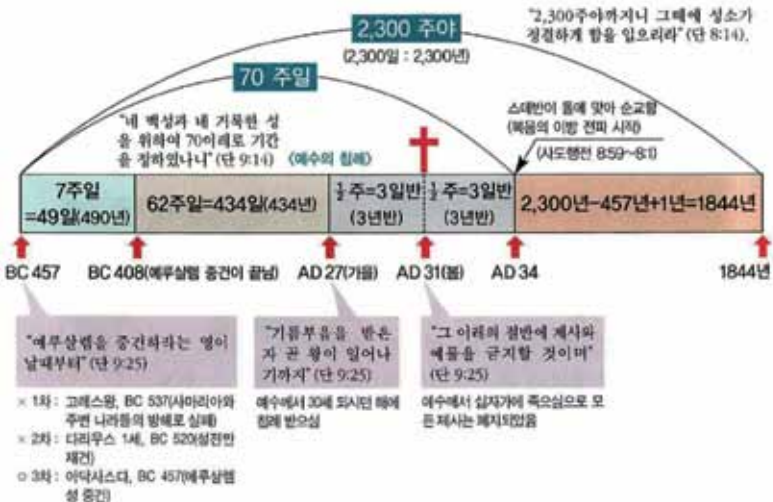 2,300 주야
(2,300일 : 2,300년)
"2,300주야까지니 그때에 성소가
정결하게 함을 입으리라" (단 8:14).
70 주일
"네 백성과 네 거룩한 성
을 위하여 70이레로 기간
을 정하였나니" (단 9:14)
《예수의 침례》
스데반이 돌에 맞아 순교함
(복음의 이방 전파 시작)
(사도행전 8:59~8:1)
7주일
=49일(490년)
62주일=434일(434년)
½ 주=3일반
(3년반)
½ 주=3일반
(3년반)
2,300년-457년+1년=1844년
BC 457
BC 408(예루살렘 중건이 끝남)
AD 27(가을)
AD 31(봄)
AD 34
1844년
"예루살렘을 중건하라는 영이
날때부터" (단 9:25)
× 1차: 고레스왕, BC 537(사마리아와
주변 나라들의 방해로 실패)
× 2차: 다리우스 1세, BC 520(성전만
재건)
○ 3차: 아닥사스다, BC 457(예루살렘
성 중건)
"기름부음을 받은
자 곧 왕이 일어나
기까지" (단 9:25)
예수께서 30세 되시던 해에
침례 받으심
"그 이레의 절반에 제사와
예물을 금지할 것이며"
(단 9:25)
예수께서 십자가에 죽으심으로 모
든 제사는 폐지되었음